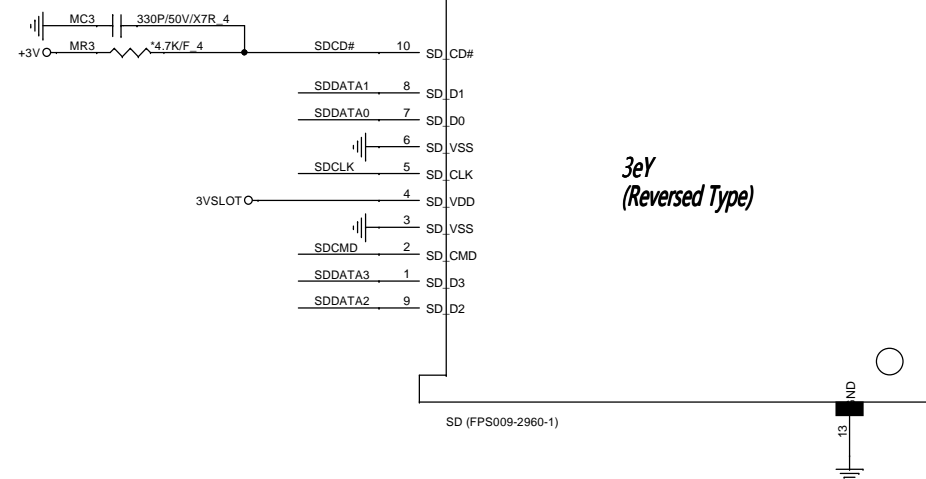 MC3 330P/50V/X7R_4
+3V MR3 *4.7K/F_4 SDCD# 10 SD_CD#
SDDATA1 8 SD_D1
SDDATA0 7 SD_D0
6 SD_VSS
SDCLK 5 SD_CLK
3VSLOT 4 SD_VDD
3 SD_VSS
SDCMD 2 SD_CMD
SDDATA3 1 SD_D3
SDDATA2 9 SD_D2
3eY
(Reversed Type)
SD (FPS009-2960-1)
13